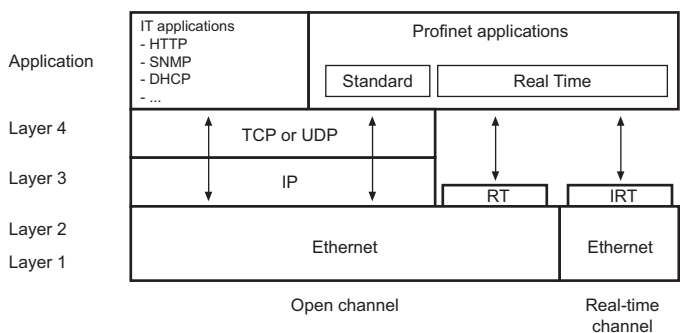 IT applications
- HTTP
- SNMP
- DHCP
- ...
Profinet applications
Standard
Real Time
Application
Layer 4
TCP or UDP
Layer 3
IP
RT
IRT
Layer 2
Layer 1
Ethernet
Ethernet
Open channel
Real-time
channel